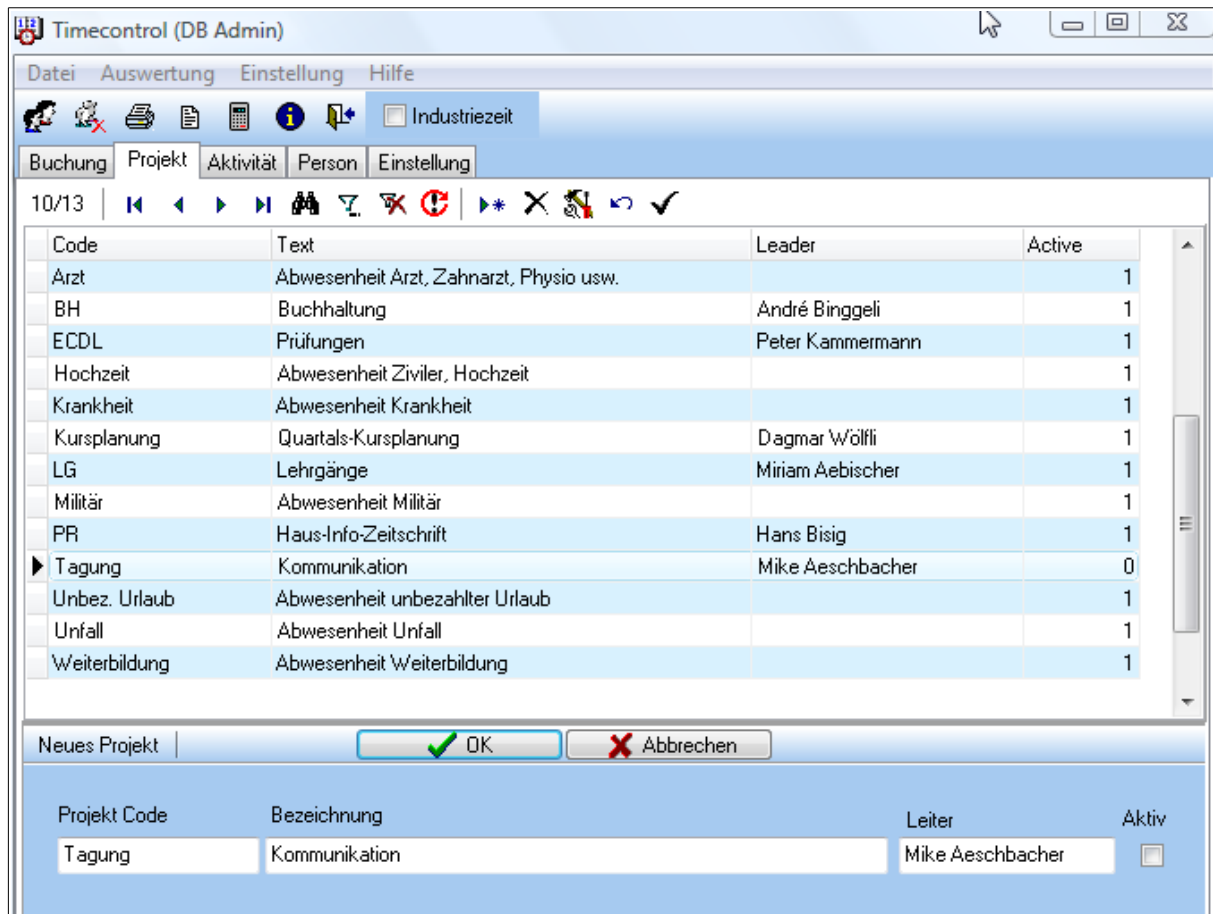 Timecontrol (DB Admin)
Datei Auswertung Einstellung Hilfe
Industriezeit
Buchung Projekt Aktivität Person Einstellung
10/13
Code Text Leader Active
Arzt Abwesenheit Arzt, Zahnarzt, Physio usw. 1
BH Buchhaltung André Binggeli 1
ECDL Prüfungen Peter Kammermann 1
Hochzeit Abwesenheit Ziviler, Hochzeit 1
Krankheit Abwesenheit Krankheit 1
Kursplanung Quartals-Kursplanung Dagmar Wölfli 1
LG Lehrgänge Miriam Aebischer 1
Militär Abwesenheit Militär 1
PR Haus-Info-Zeitschrift Hans Bisig 1
Tagung Kommunikation Mike Aeschbacher 0
Unbez. Urlaub Abwesenheit unbezahlter Urlaub 1
Unfall Abwesenheit Unfall 1
Weiterbildung Abwesenheit Weiterbildung 1
Neues Projekt OK Abbrechen
Projekt Code Bezeichnung Leiter Aktiv
Tagung Kommunikation Mike Aeschbacher